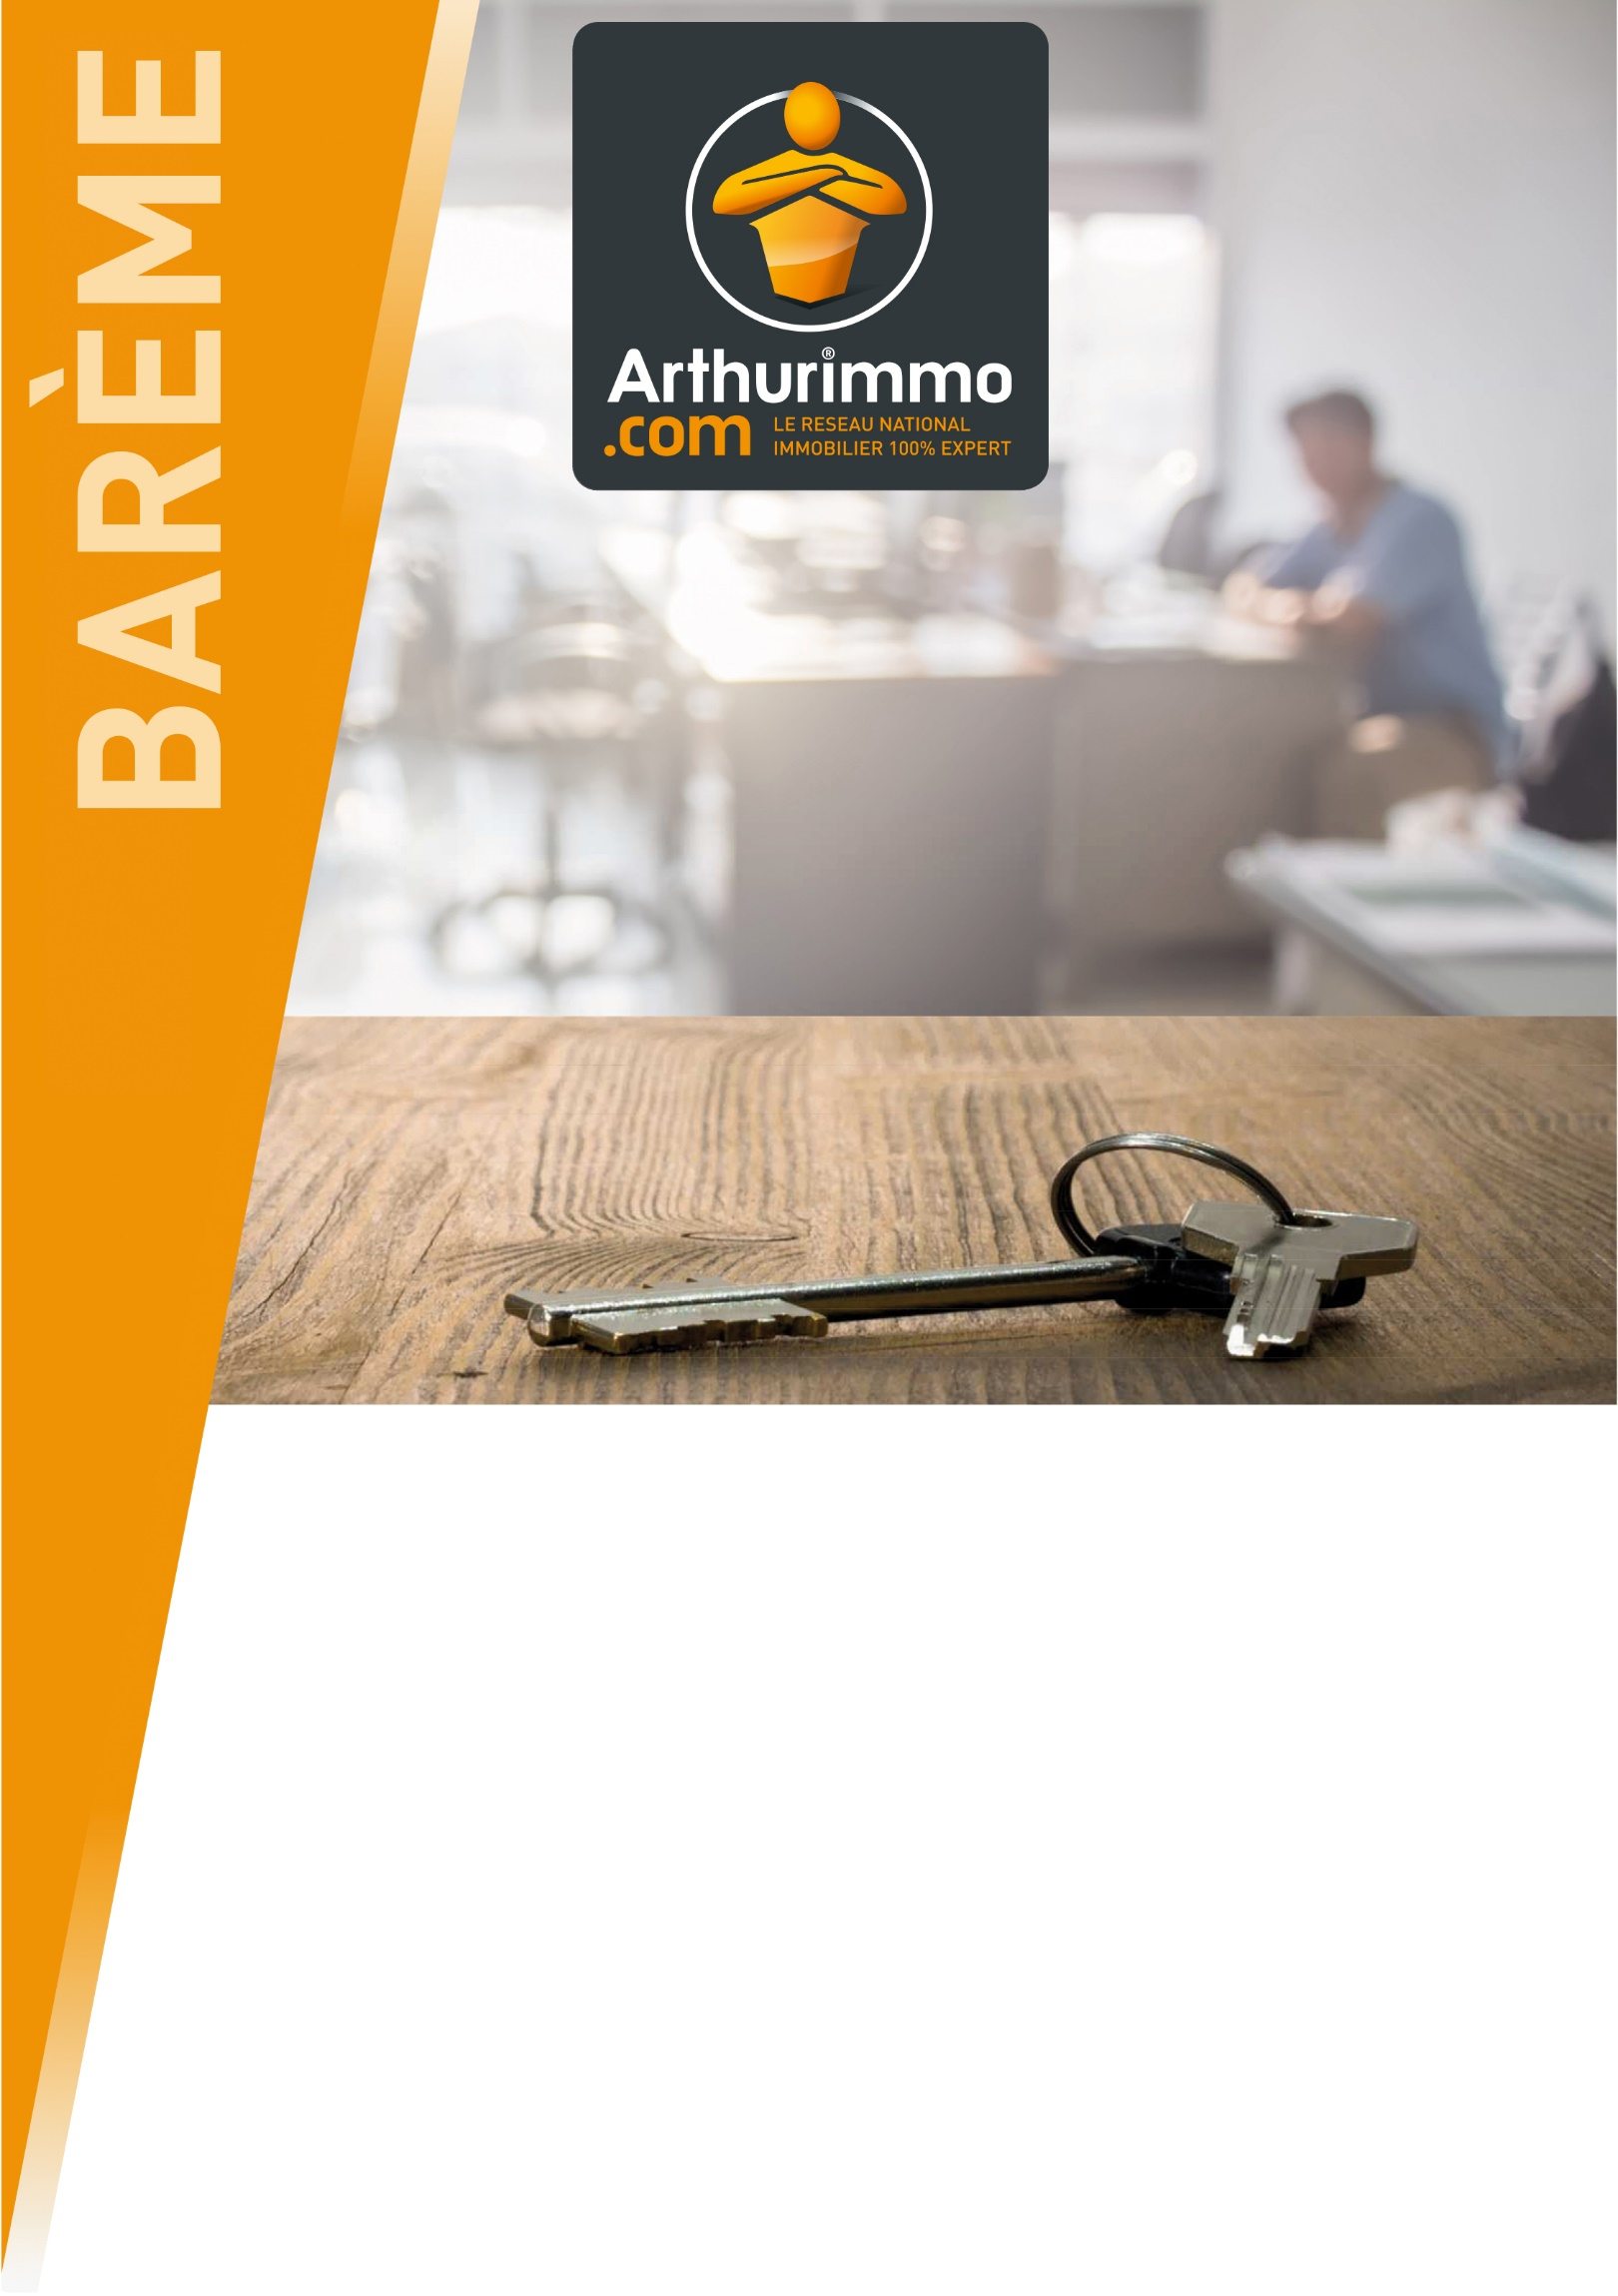 BARÈME
Arthurimmo®
.com LE RESEAU NATIONAL
IMMOBILIER 100% EXPERT